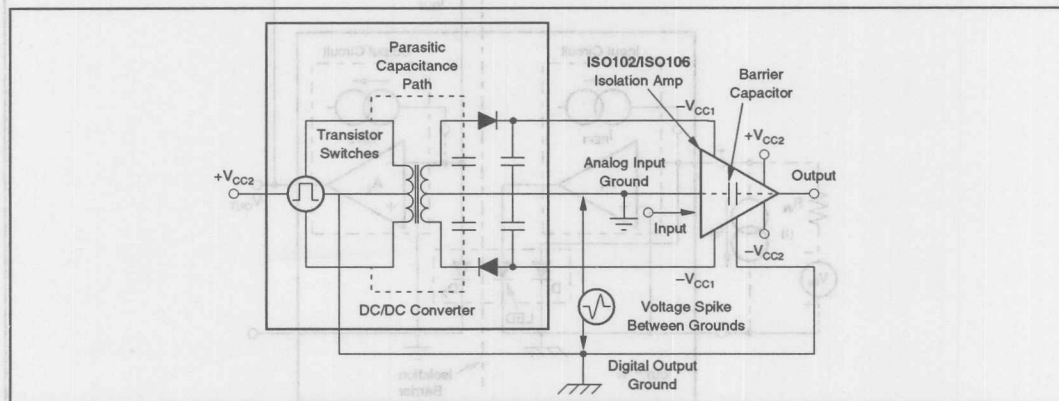 Parasitic
Capacitance
Path
ISO102/ISO106
Isolation Amp
Barrier
Capacitor
–VCC1
+VCC2
Transistor
Switches
+VCC2
Analog Input
Ground
Output
Input
–VCC2
–VCC1
DC/DC Converter
Voltage Spike
Between Grounds
Digital Output
Ground